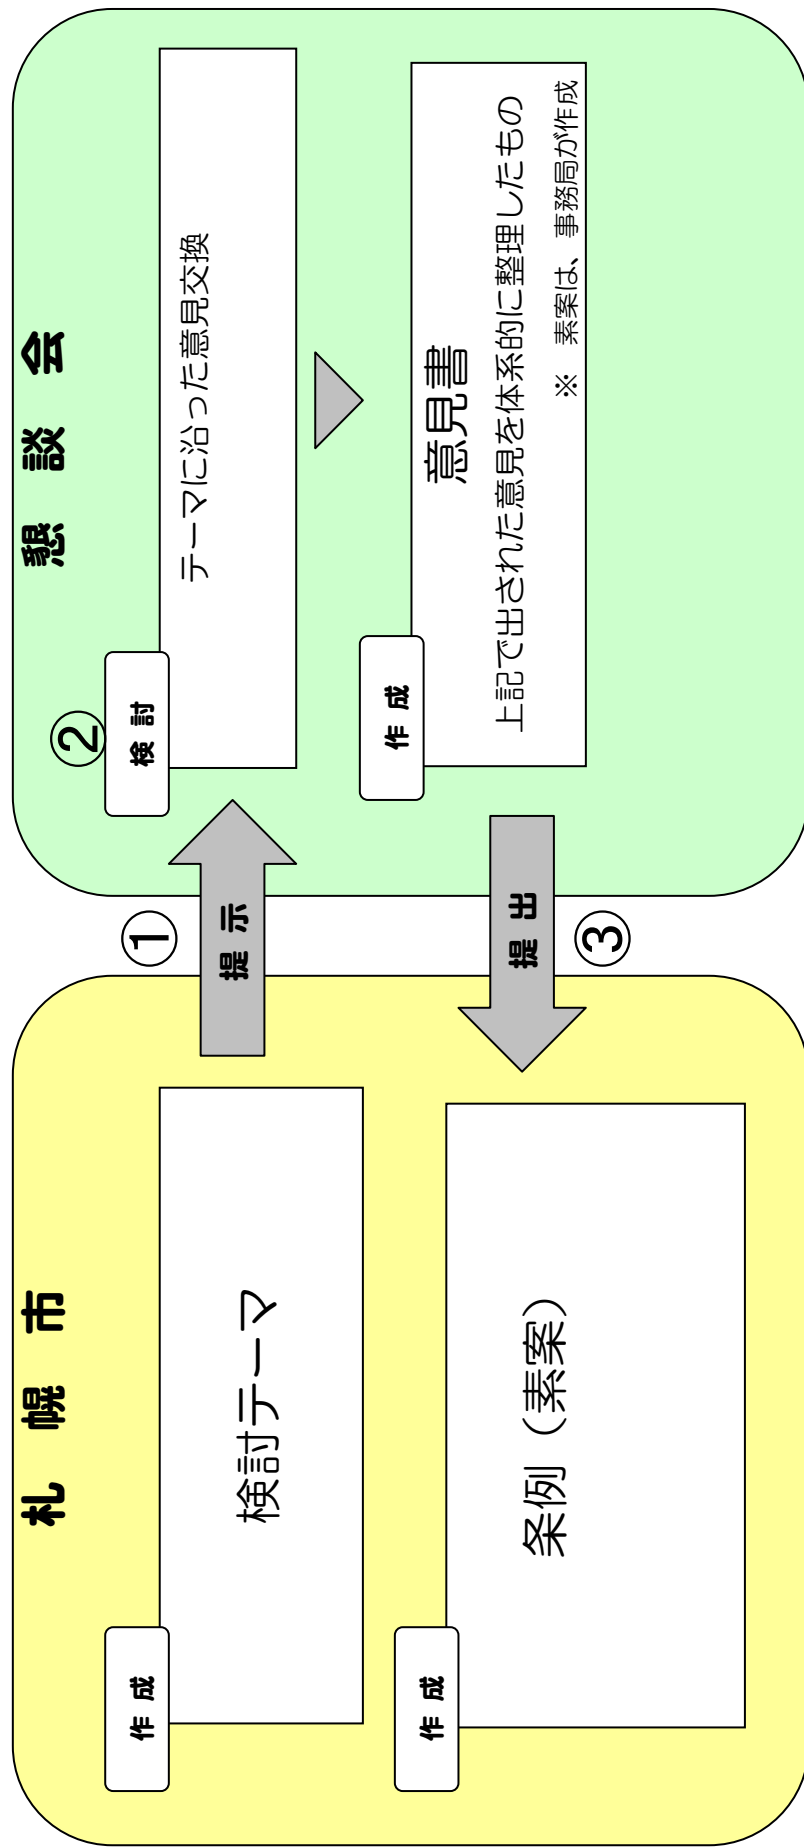 札幌市
作成
検討テーマ
作成
条例（素案）
①
提示
提出
③
懇談会
②
検討
テーマに沿った意見交換
作成
意見書
上記で出された意見を体系的に整理したもの
※ 素案は、事務局が作成